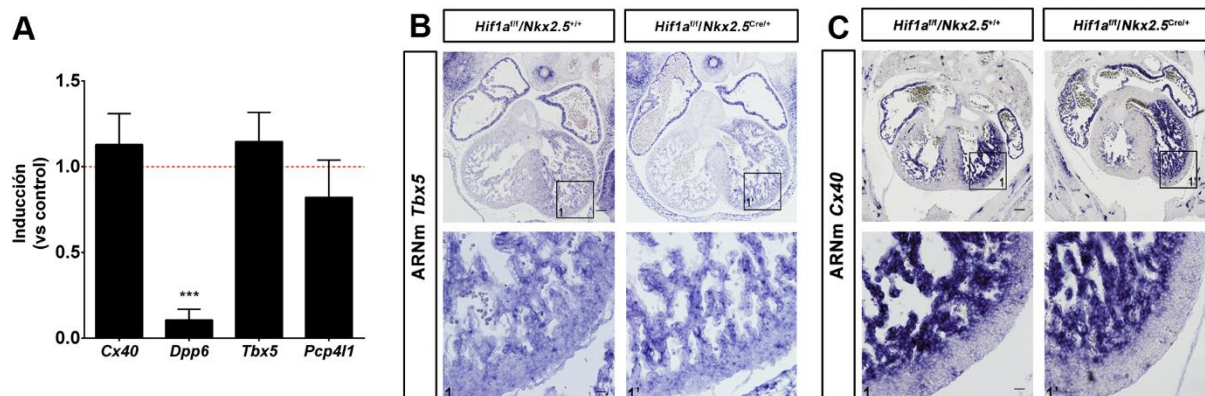 A
1.5
1.0
0.5
0.0
Inducción
(vs control)
***
Cx40 Dpp6 Tbx5 Pcp4l1
B
Hif1a^f/f/Nkx2.5^+/+ Hif1a^f/f/Nkx2.5^Cre/+
ARNm Tbx5
1 1'
1 1'
C
Hif1a^f/f/Nkx2.5^+/+ Hif1a^f/f/Nkx2.5^Cre/+
ARNm Cx40
1 1'
1 1'